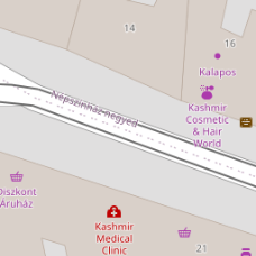 14
16
Kalapos
Népszínház negyed
Kashmir
Cosmetic
& Hair
World
Diszkont
Áruház
Kashmir
Medical
Clinic
21